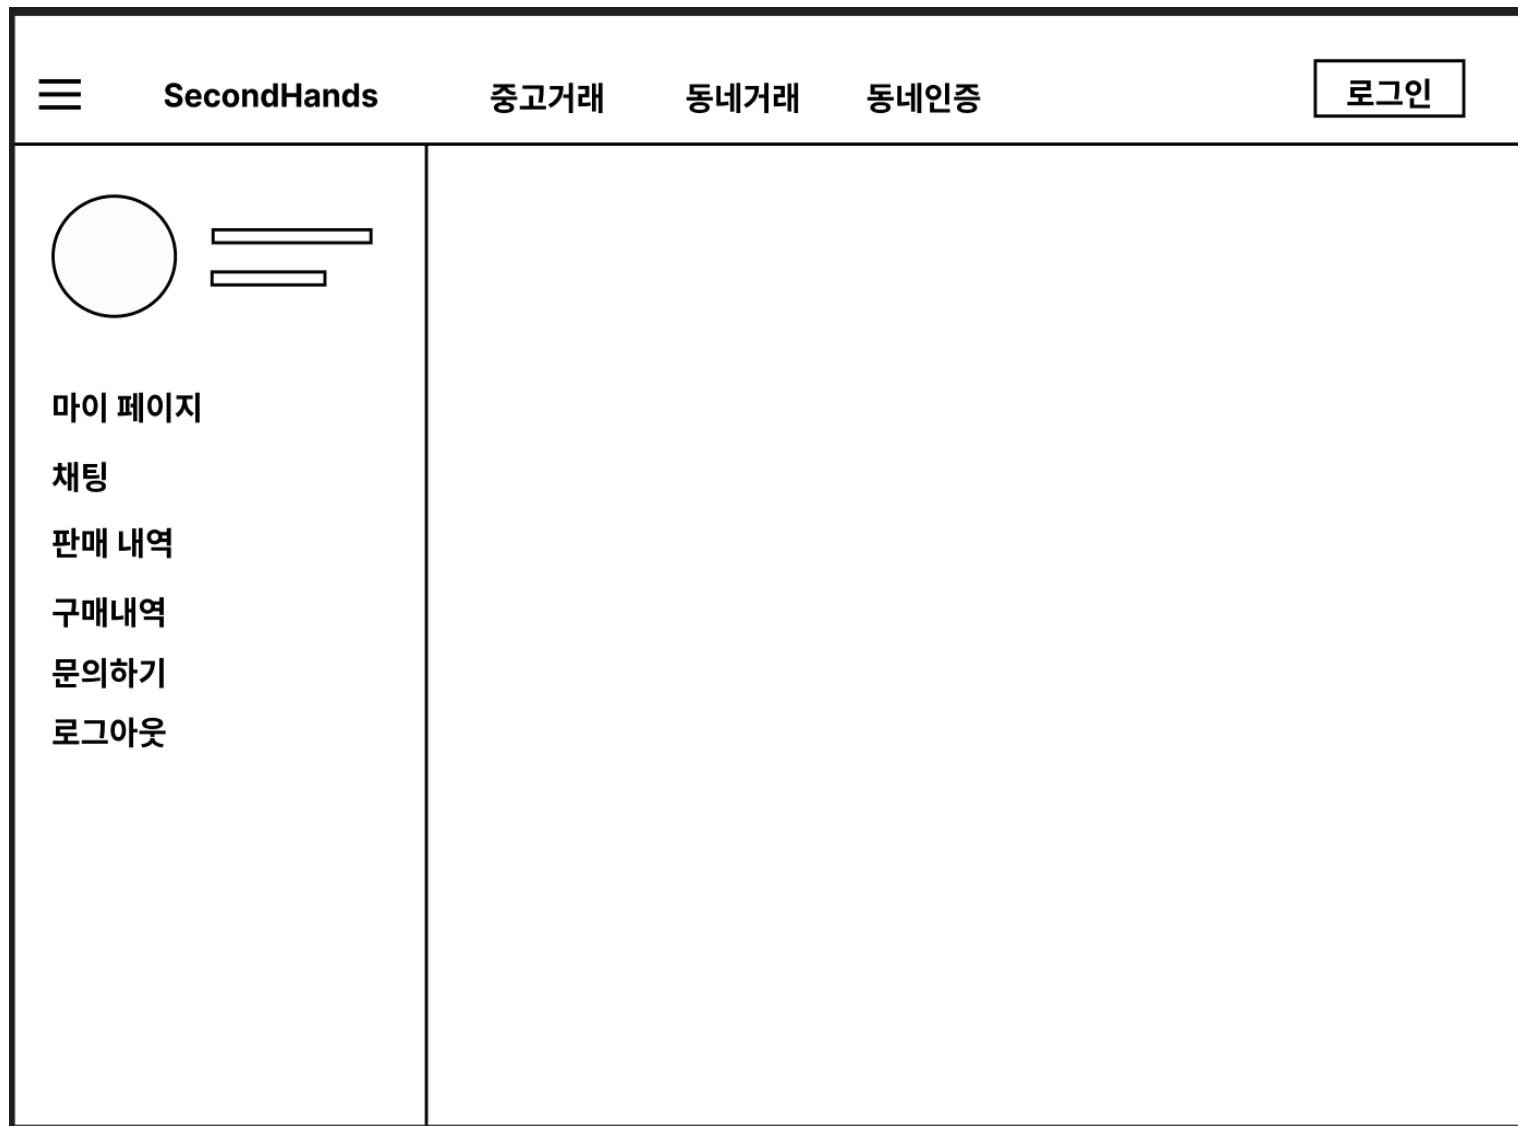 SecondHands 중고거래 동네거래 동네인증 로그인
마이 페이지
채팅
판매 내역
구매내역
문의하기
로그아웃